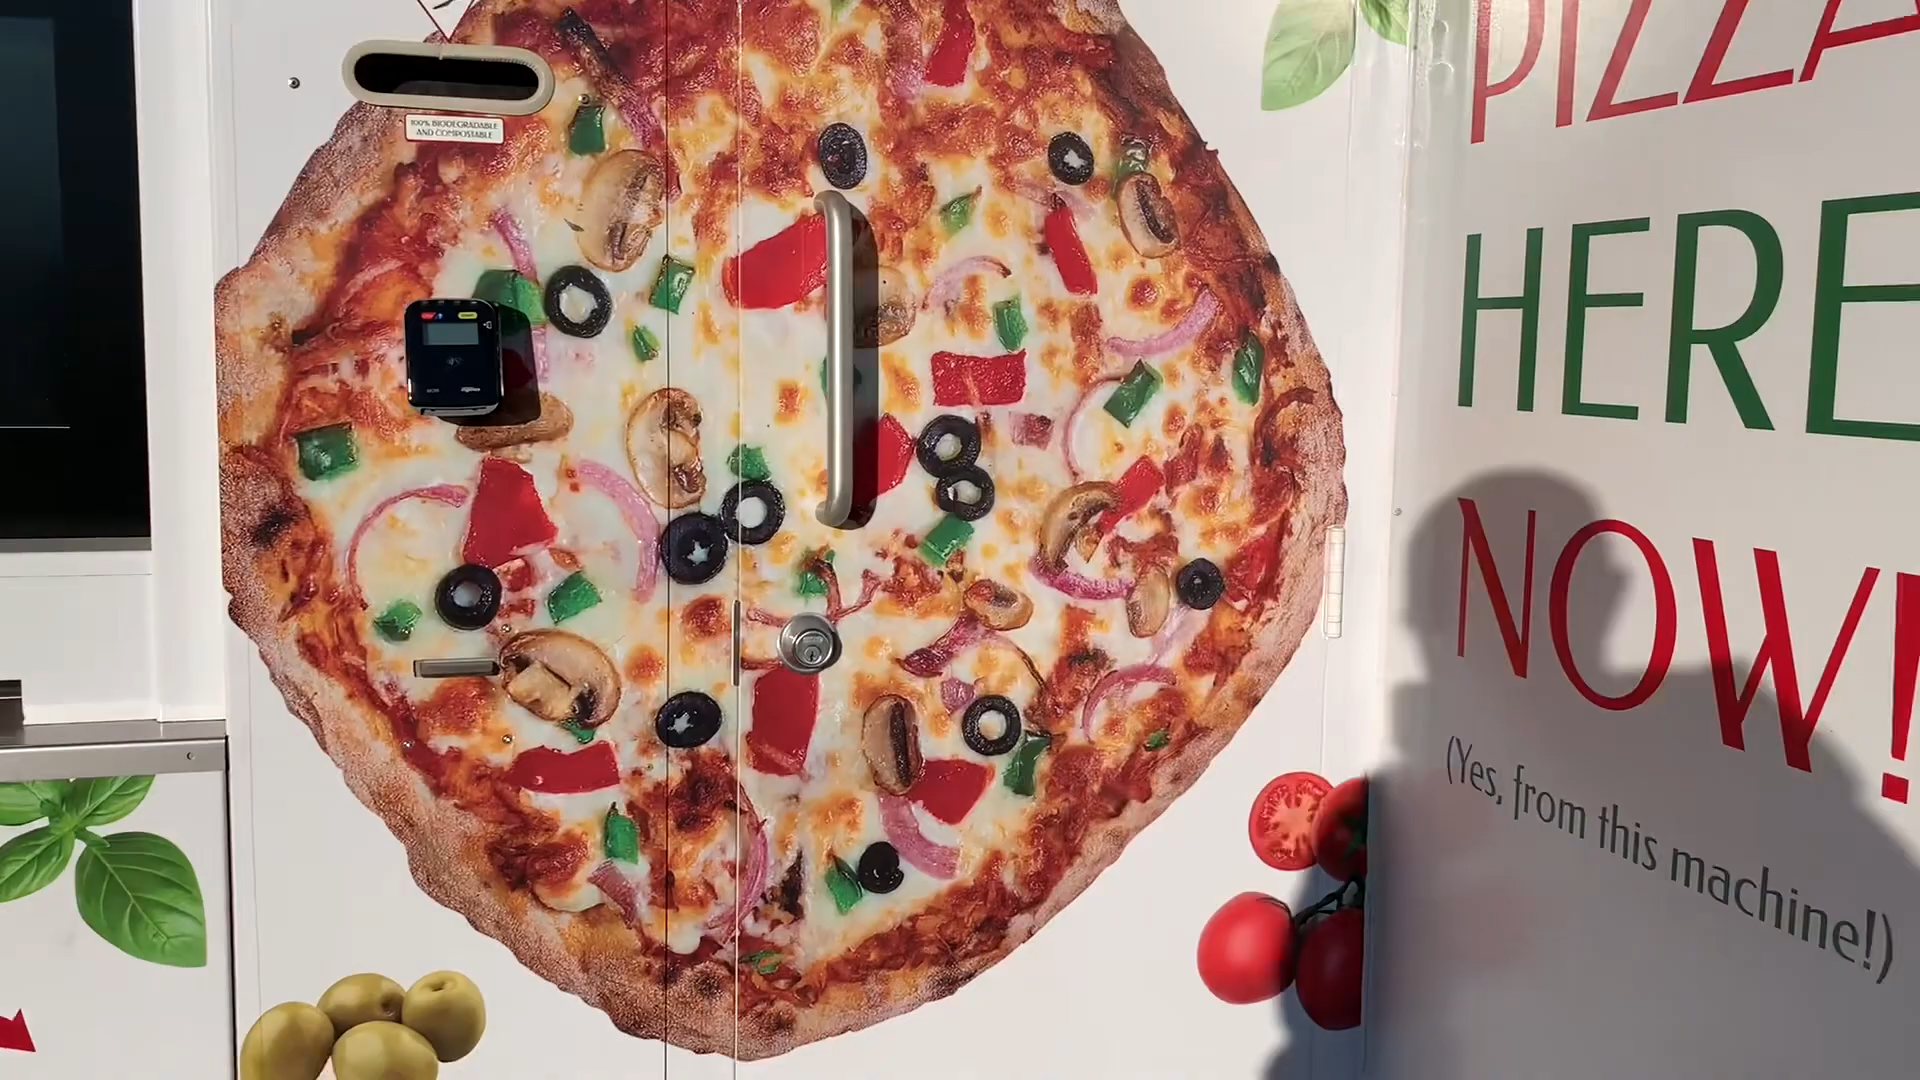 100% BIODEGRADABLE
AND COMPOSTABLE
PIZZA
HERE
NOW!
(Yes, from this machine!)